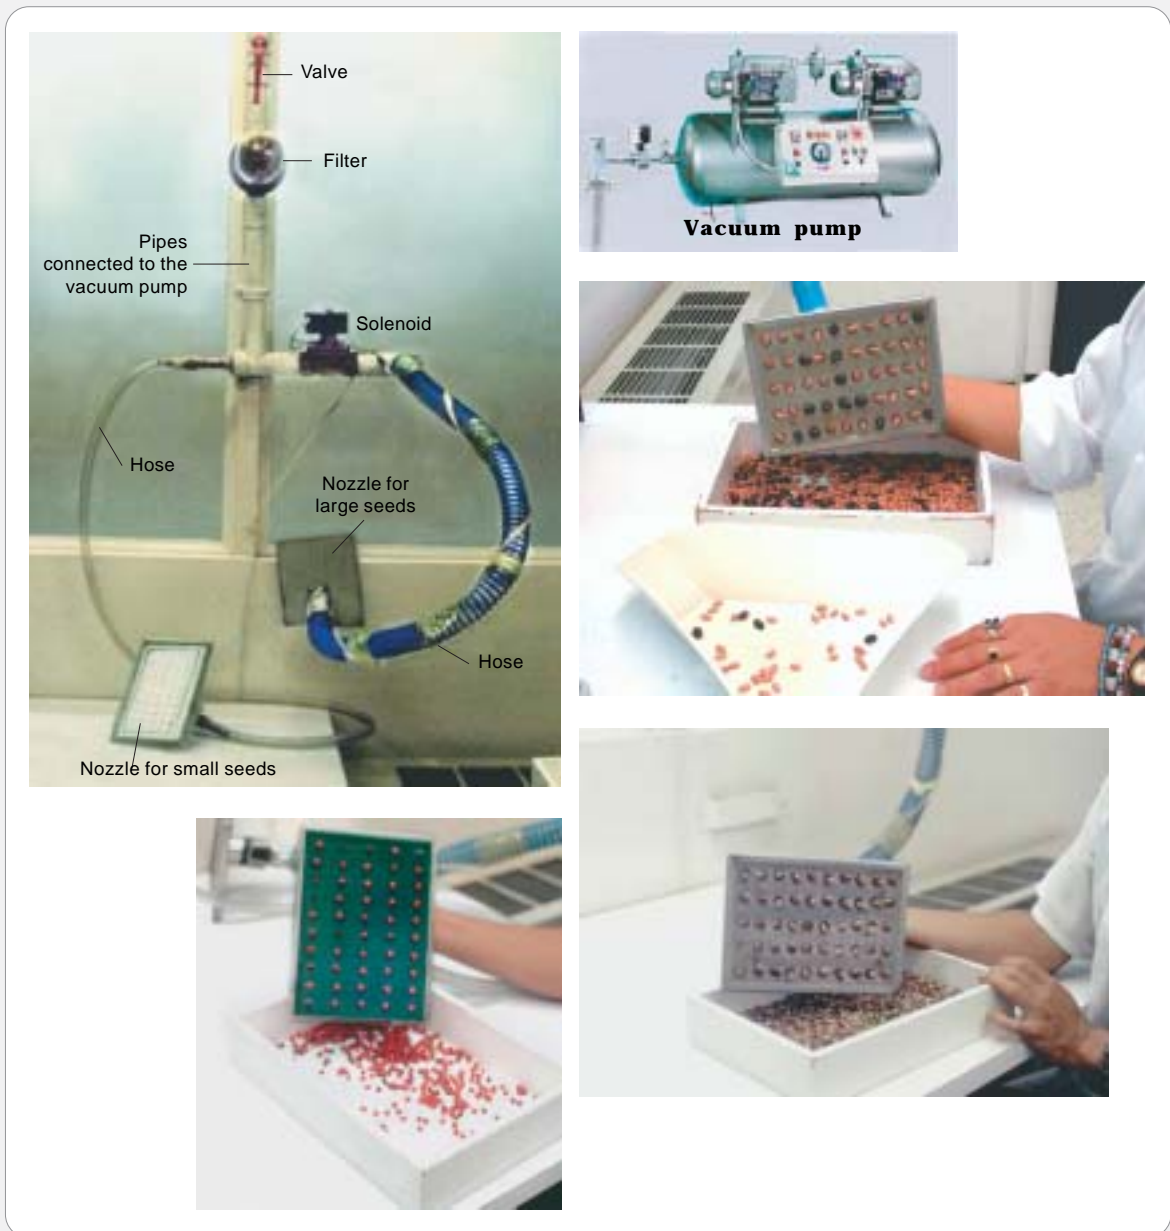 Valve
Filter
Pipes
connected to the
vacuum pump
Solenoid
Hose
Nozzle for
large seeds
Hose
Nozzle for small seeds
Vacuum pump